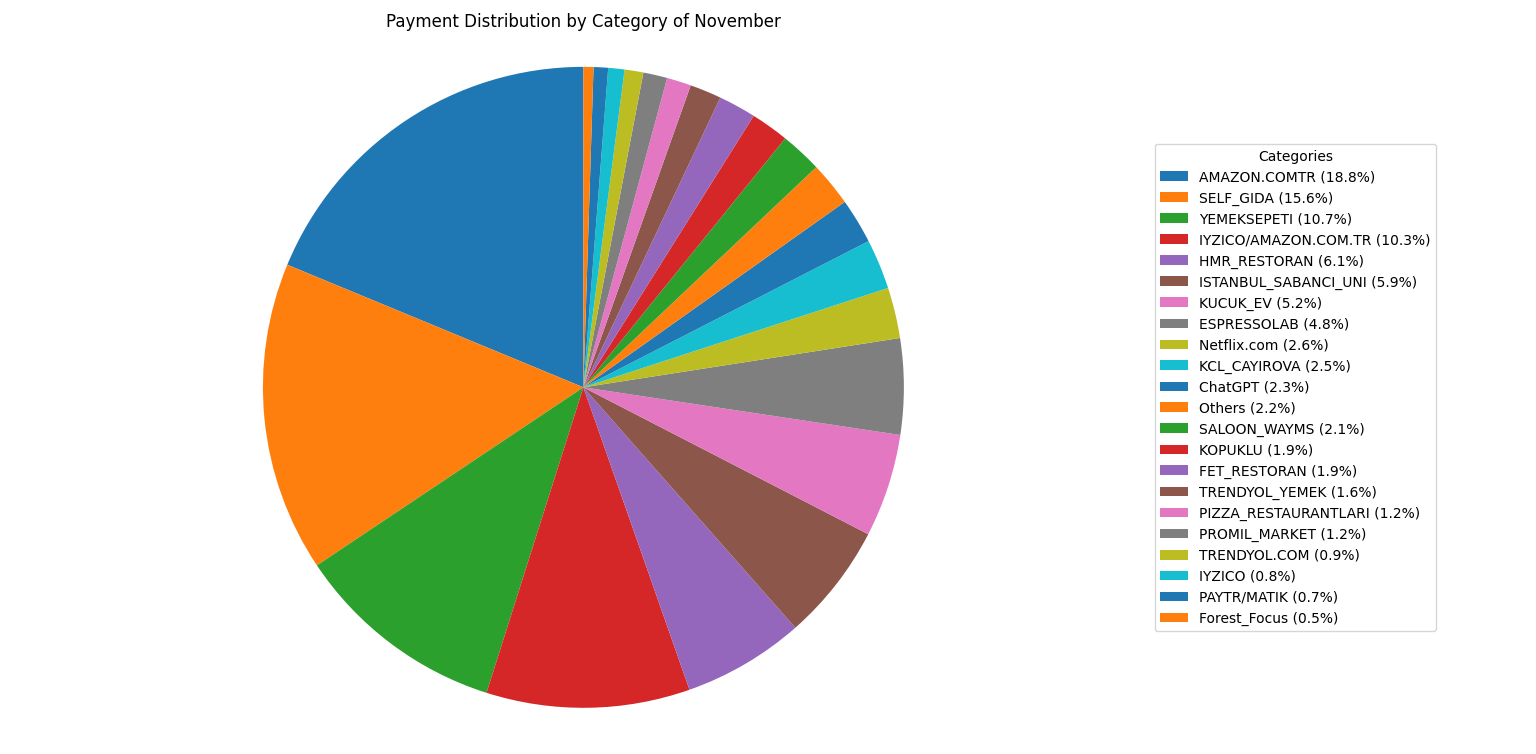 Payment Distribution by Category of November
Categories
AMAZON.COMTR (18.8%)
SELF_GIDA (15.6%)
YEMEKSEPETI (10.7%)
IYZICO/AMAZON.COM.TR (10.3%)
HMR_RESTORAN (6.1%)
ISTANBUL_SABANCI_UNI (5.9%)
KUCUK_EV (5.2%)
ESPRESSOLAB (4.8%)
Netflix.com (2.6%)
KCL_CAYIROVA (2.5%)
ChatGPT (2.3%)
Others (2.2%)
SALOON_WAYMS (2.1%)
KOPUKLU (1.9%)
FET_RESTORAN (1.9%)
TRENDYOL_YEMEK (1.6%)
PIZZA_RESTAURANTLARI (1.2%)
PROMIL_MARKET (1.2%)
TRENDYOL.COM (0.9%)
IYZICO (0.8%)
PAYTR/MATIK (0.7%)
Forest_Focus (0.5%)